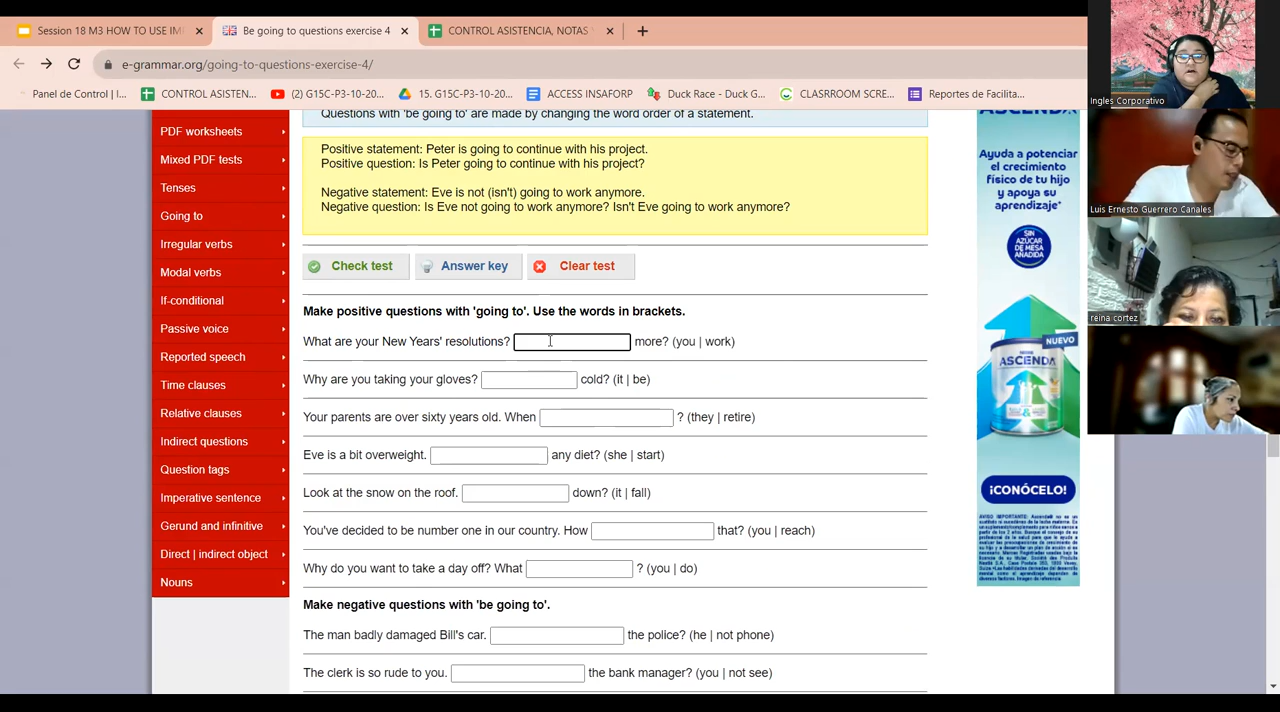 Session 18 M3 HOW TO USE IM
Be going to questions exercise 4
CONTROL ASISTENCIA, NOTAS
e-grammar.org/going-to-questions-exercise-4/
Panel de Control | I...
CONTROL ASISTEN...
(2) G15C-P3-10-20...
15. G15C-P3-10-20...
ACCESS INSAFORP
Duck Race - Duck G...
CLASRROOM SCRE...
Reportes de Facilita...
PDF worksheets
Mixed PDF tests
Tenses
Going to
Irregular verbs
Modal verbs
If-conditional
Passive voice
Reported speech
Time clauses
Relative clauses
Indirect questions
Question tags
Imperative sentence
Gerund and infinitive
Direct | indirect object
Nouns
Questions with 'be going to' are made by changing the word order of a statement.
Positive statement: Peter is going to continue with his project.
Positive question: Is Peter going to continue with his project?
Negative statement: Eve is not (isn't) going to work anymore.
Negative question: Is Eve not going to work anymore? Isn't Eve going to work anymore?
Check test
Answer key
Clear test
Make positive questions with 'going to'. Use the words in brackets.
What are your New Years' resolutions? more? (you | work)
Why are you taking your gloves? cold? (it | be)
Your parents are over sixty years old. When ? (they | retire)
Eve is a bit overweight. any diet? (she | start)
Look at the snow on the roof. down? (it | fall)
You to be number one in our country. How that? (you | reach)
Why do you want to take a day off? What ? (you | do)
Make negative questions with 'be going to'.
The man badly damaged Bill's car. the police? (he | not phone)
The clerk is so rude to you. the bank manager? (you | not see)
ASCENDA
Ayuda a potenciar
el crecimiento
físico de tu hijo
y apoya su
aprendizaje*
SIN
AZÚCAR
DE MESA
AÑADIDA
NUEVO
ASCENDA
¡CONÓCELO!
Ingles Corporativo
Luis Ernesto Guerrero Canales
reina cortez